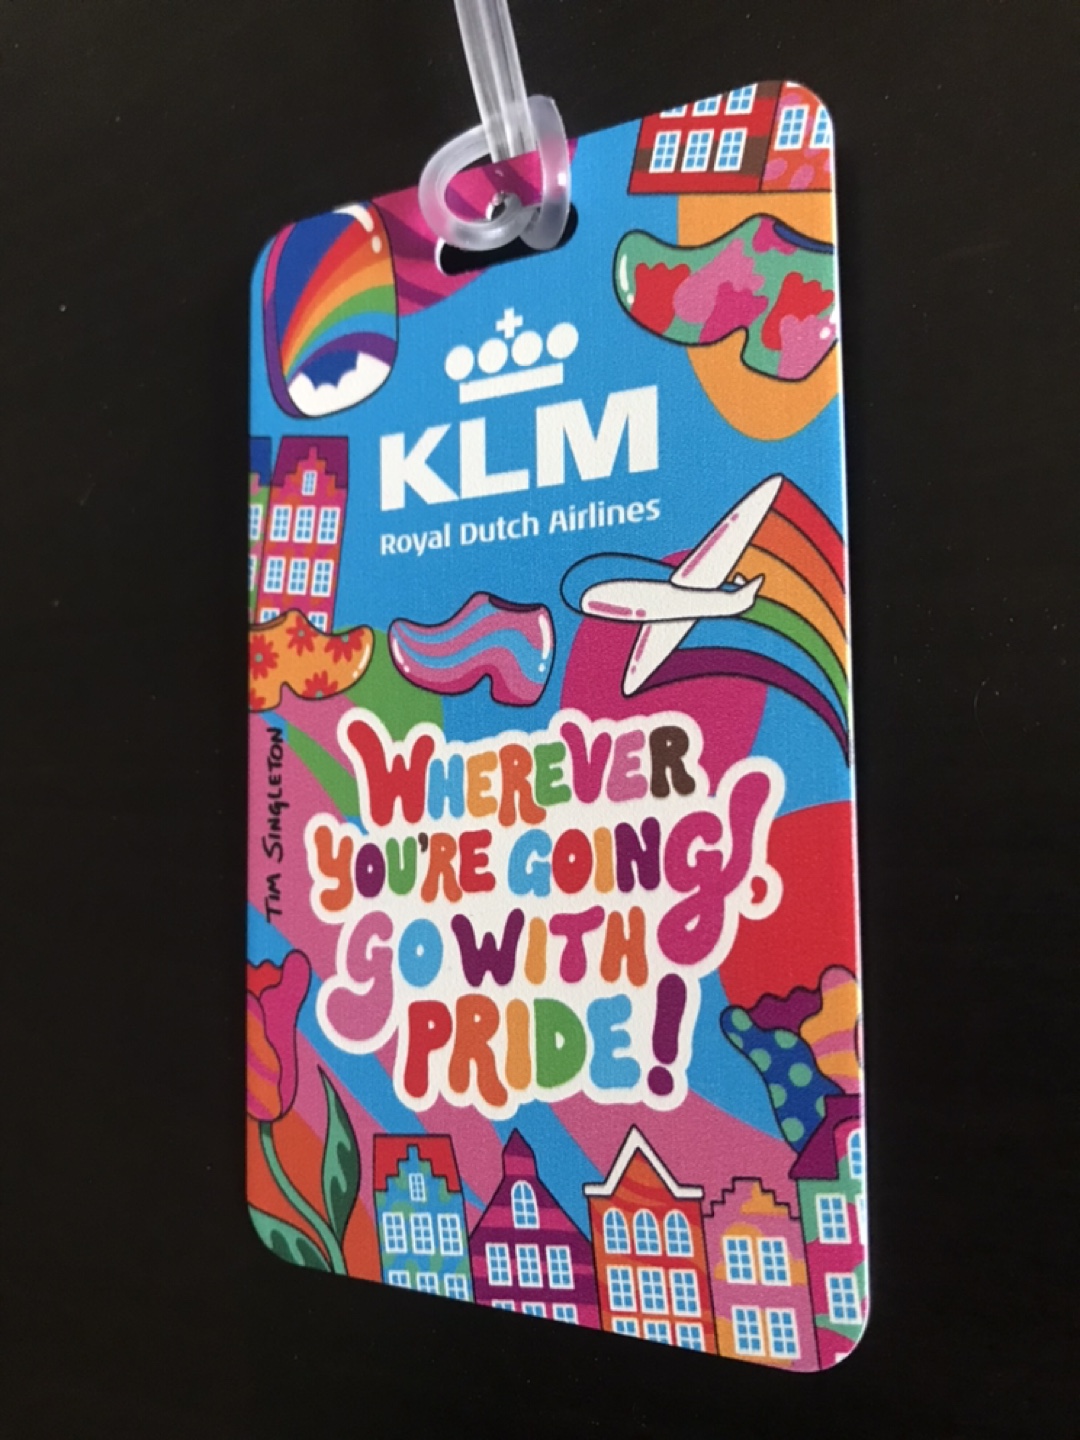 KLM
Royal Dutch Airlines
WHEREVER
YOU'RE GOING,
GO WITH
PRIDE!
TIM SINGLETON